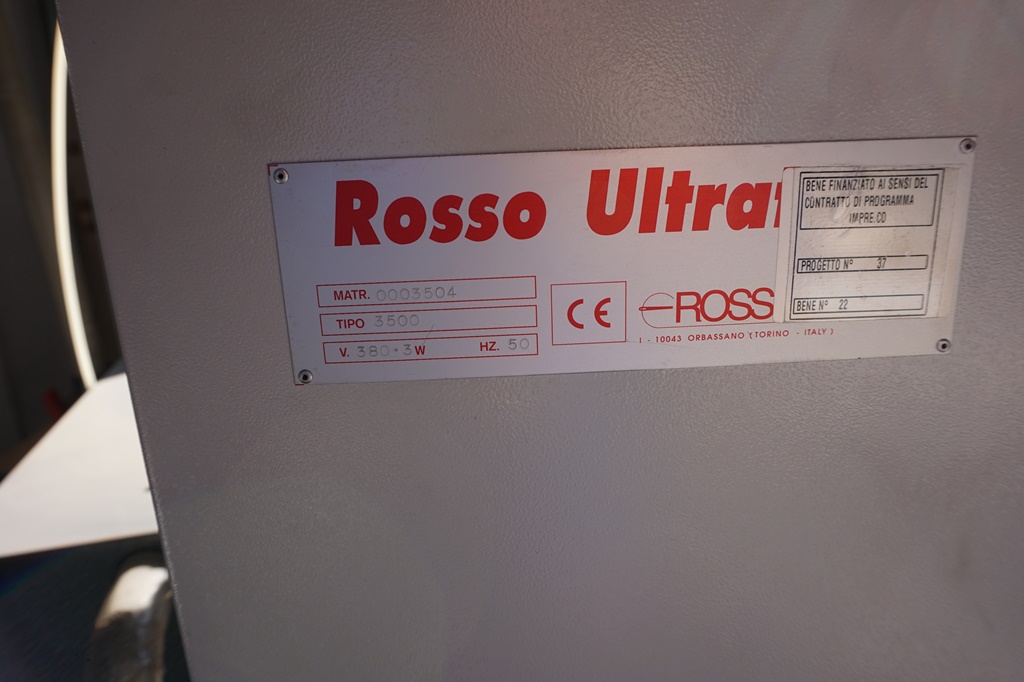 Rosso
BENE FINANZIATO AI SENSI DEL
CONTRATTO DI PROGRAMMA
IMPRE.CO
PROGETTO N° 37
BENE N° 22
MATR. 0003504
TIPO 3500
V. 380·3W HZ. 50
CE
ROSS
I - 10043 ORBASSANO (TORINO - ITALY)